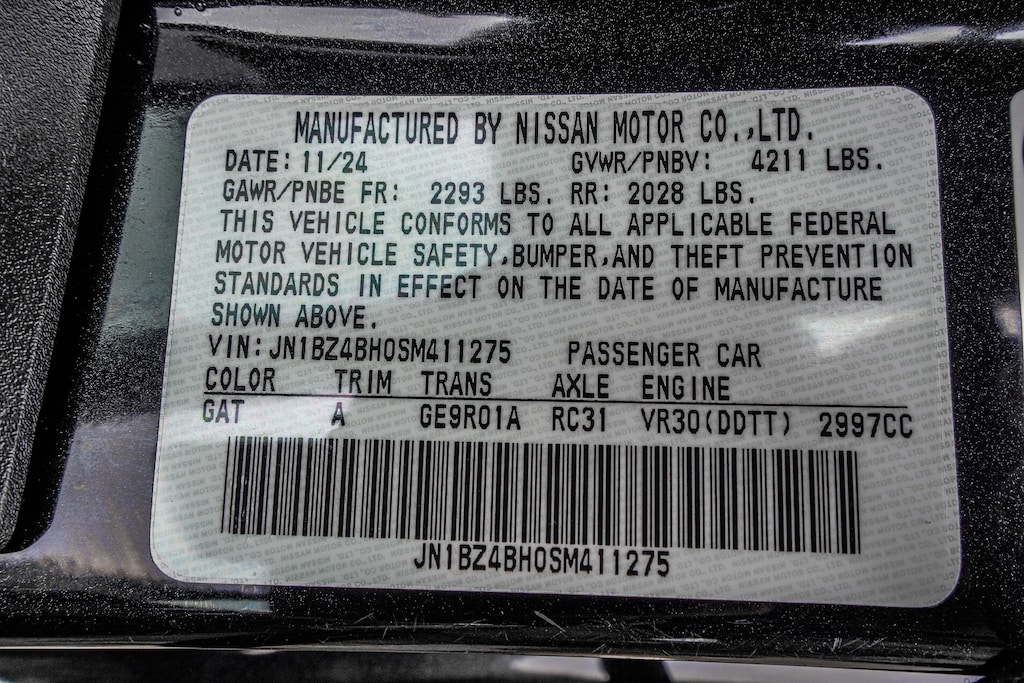 MANUFACTURED BY NISSAN MOTOR CO.,LTD.
DATE: 11/24 GVWR/PNBV: 4211 LBS.
GAWR/PNBE FR: 2293 LBS. RR: 2028 LBS.
THIS VEHICLE CONFORMS TO ALL APPLICABLE FEDERAL
MOTOR VEHICLE SAFETY,BUMPER,AND THEFT PREVENTION
STANDARDS IN EFFECT ON THE DATE OF MANUFACTURE
SHOWN ABOVE.
VIN: JN1BZ4BH0SM411275 PASSENGER CAR
COLOR TRIM TRANS AXLE ENGINE
GAT A GE9R01A RC31 VR30(DDTT) 2997CC
JN1BZ4BH0SM411275